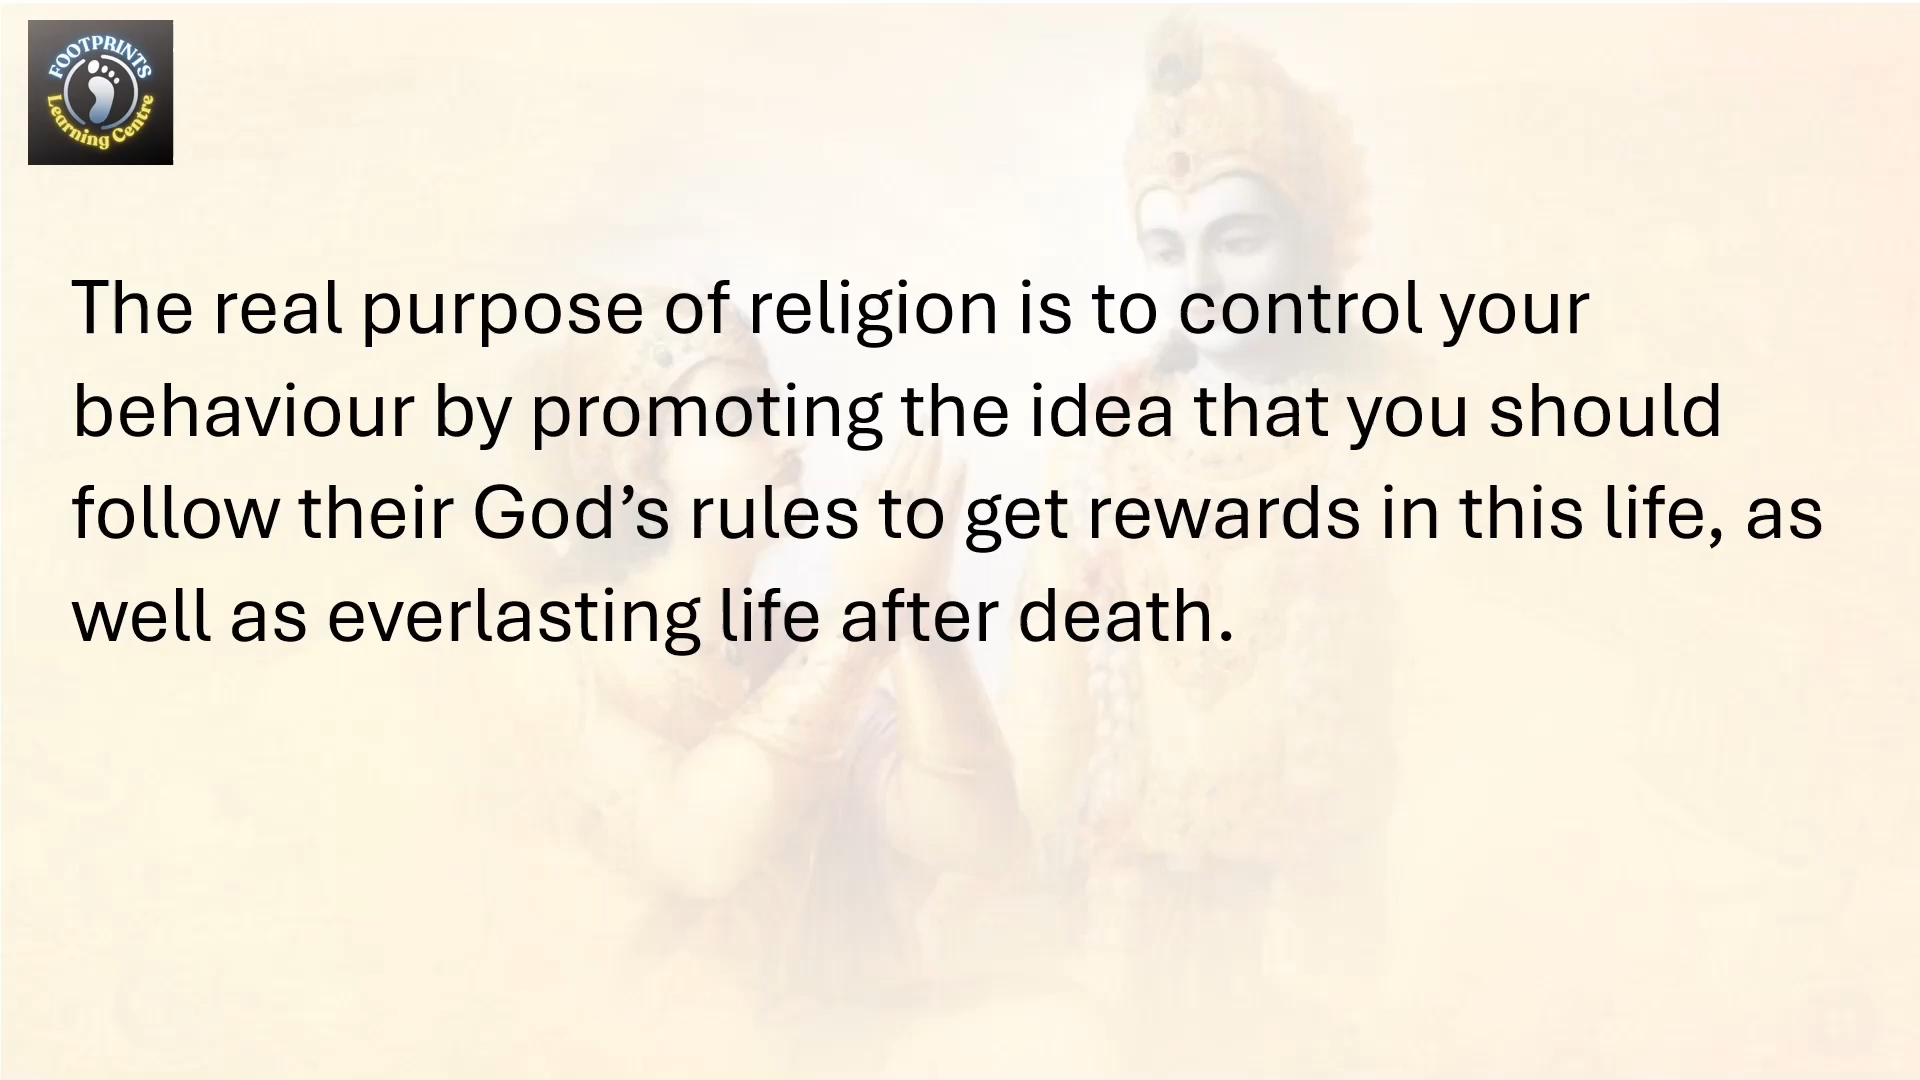 FOOTPRINTS
Learning Centre
The real purpose of religion is to control your
behaviour by promoting the idea that you should
follow their God’s rules to get rewards in this life, as
well as everlasting life after death.